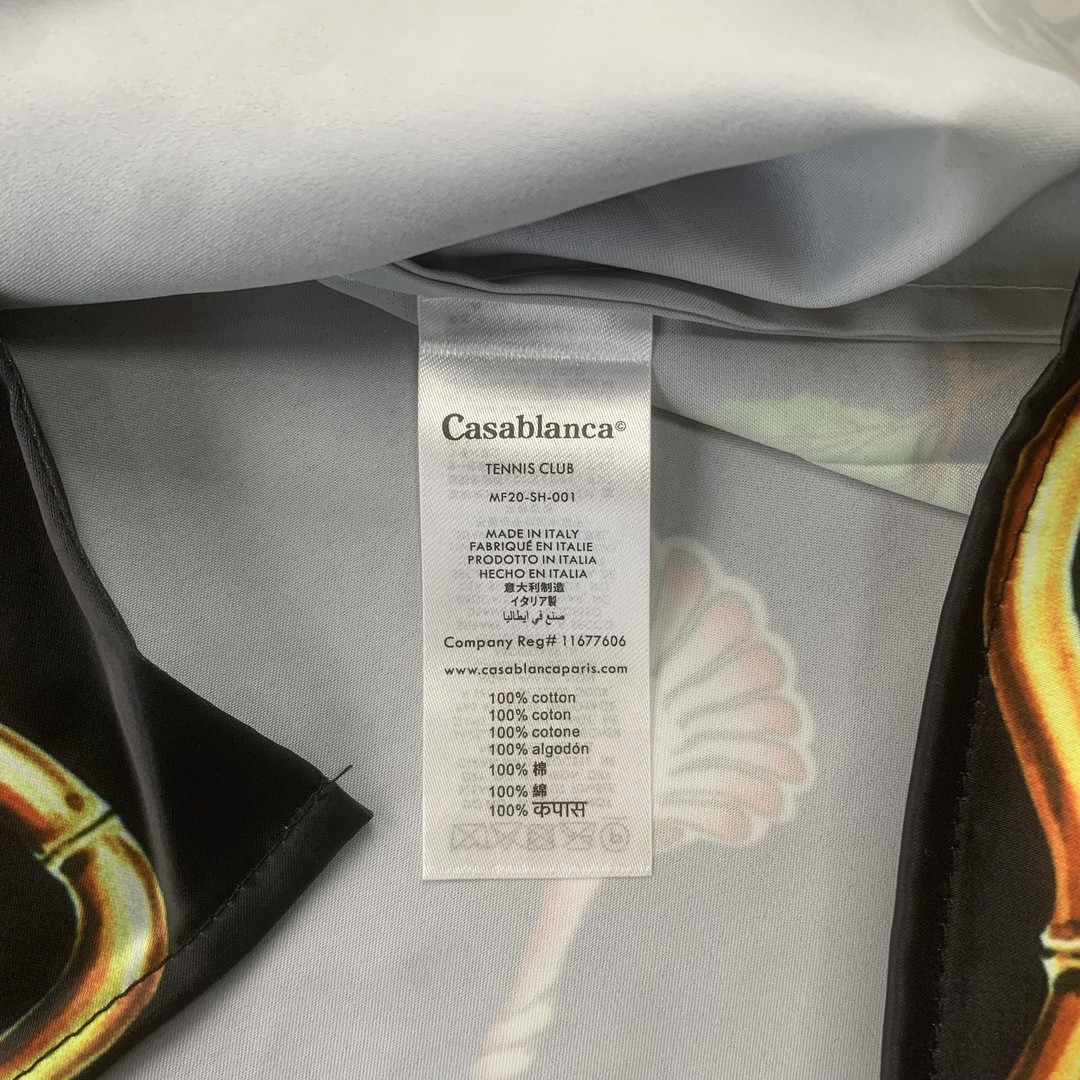 Casablanca©
TENNIS CLUB
MF20-SH-001
MADE IN ITALY
FABRIQUÉ EN ITALIE
PRODOTTO IN ITALIA
HECHO EN ITALIA
意大利制造
イタリア製
صنع في ايطاليا
Company Reg# 11677606
www.casablancaparis.com
100% cotton
100% coton
100% cotone
100% algodón
100% 棉
100% 綿
100% कपास